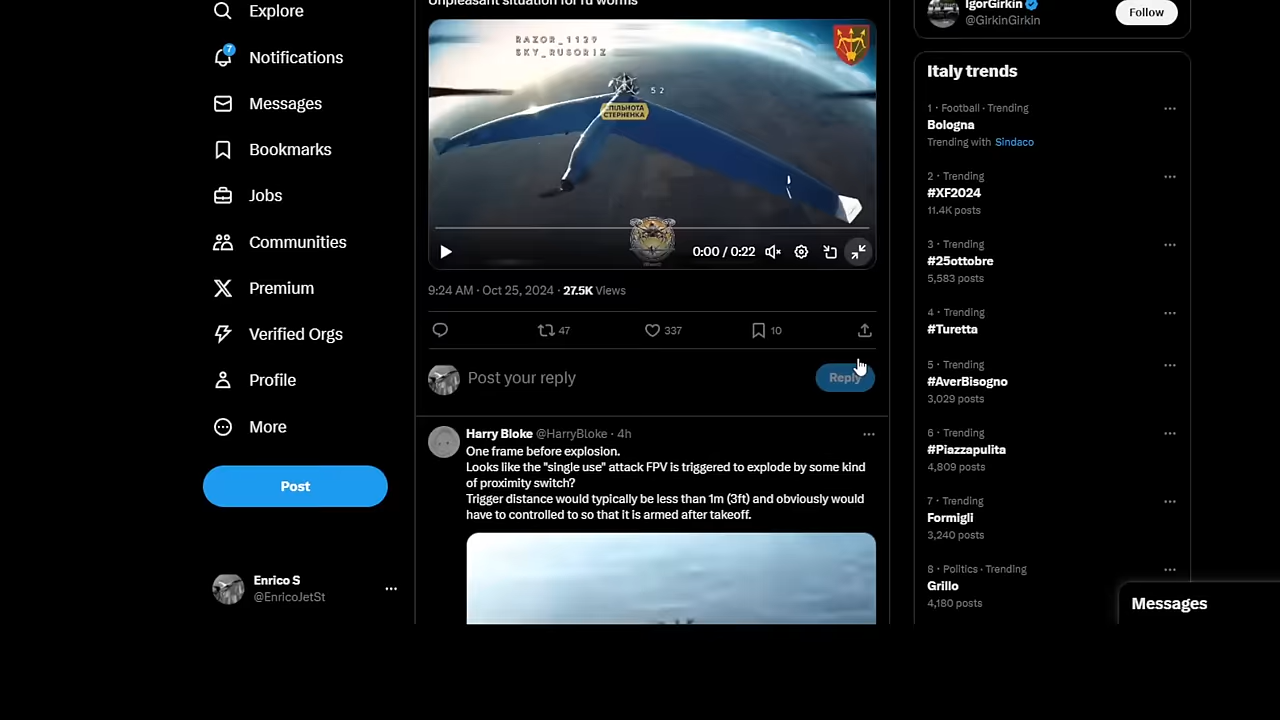 Explore
7
Notifications
Messages
Bookmarks
Jobs
Communities
Premium
Verified Orgs
Profile
More
Post
Enrico S
@EnricoJetSt
Unpleasant situation for ru worms
RAZOR_1129
SKY_RUSORIZ
52
СПІЛЬНОТА
СТЕРНЕНКА
0:00 / 0:22
9:24 AM · Oct 25, 2024 · 27.5K Views
47
337
10
Post your reply
Reply
Harry Bloke @HarryBloke · 4h
One frame before explosion.
Looks like the "single use" attack FPV is triggered to explode by some kind
of proximity switch?
Trigger distance would typically be less than 1m (3ft) and obviously would
have to controlled to so that it is armed after takeoff.
IgorGirkin
@GirkinGirkin
Follow
Italy trends
1 · Football · Trending
Bologna
Trending with Sindaco
2 · Trending
#XF2024
11.4K posts
3 · Trending
#25ottobre
5,583 posts
4 · Trending
#Turetta
5 · Trending
#AverBisogno
3,029 posts
6 · Trending
#Piazzapulita
4,809 posts
7 · Trending
Formigli
3,240 posts
8 · Politics · Trending
Grillo
4,180 posts
Messages